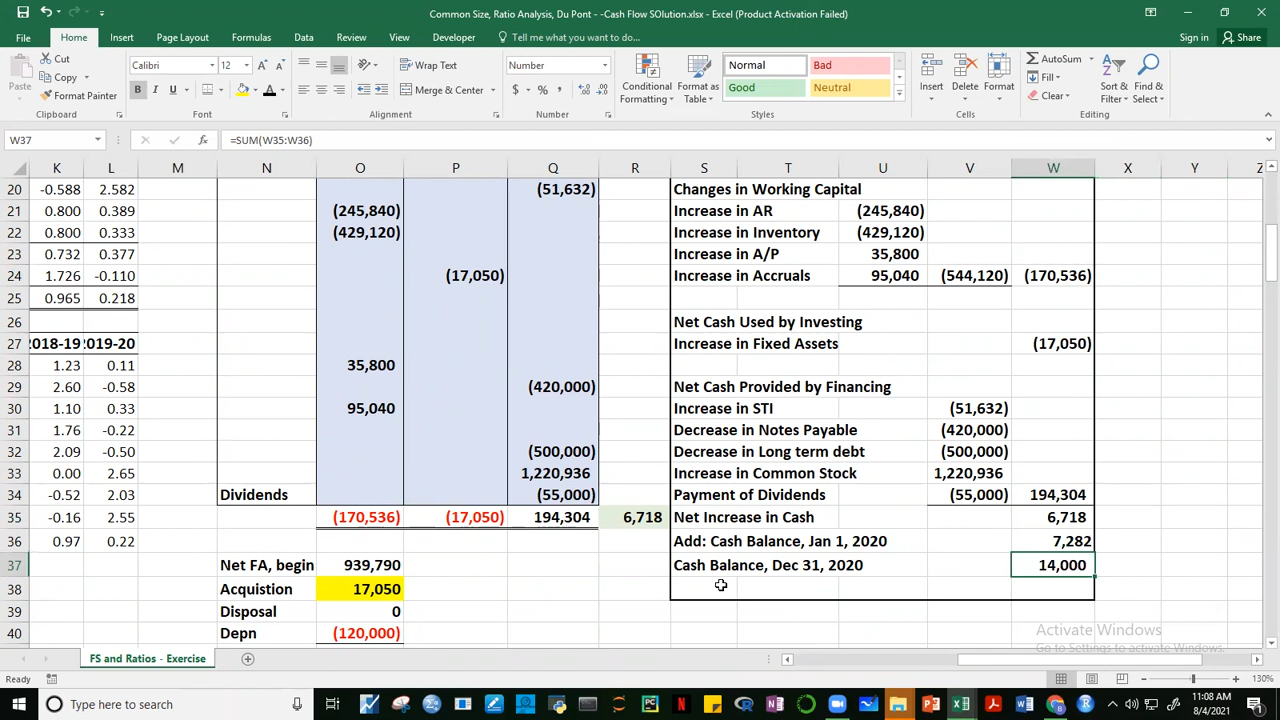 Common Size, Ratio Analysis, Du Pont - -Cash Flow SOlution.xlsx - Excel (Product Activation Failed)
File Home Insert Page Layout Formulas Data Review View Developer Tell me what you want to do... Sign in Share
Paste Cut Copy Format Painter Calibri 12 A A Wrap Text Number Normal Bad AutoSum
B I U A Merge & Center $ % , Conditional Formatting Format as Table Good Neutral Insert Delete Format Fill Clear Sort & Filter Find & Select
Clipboard Font Alignment Number Styles Cells Editing
W37 fx =SUM(W35:W36)
K L M N O P Q R S T U V W X Y Z
20 -0.588 2.582 (51,632) Changes in Working Capital
21 0.800 0.389 (245,840) Increase in AR (245,840)
22 0.800 0.333 (429,120) Increase in Inventory (429,120)
23 0.732 0.377 Increase in A/P 35,800
24 1.726 -0.110 (17,050) Increase in Accruals 95,040 (544,120) (170,536)
25 0.965 0.218
26 Net Cash Used by Investing
27 2018-19 2019-20 Increase in Fixed Assets (17,050)
28 1.23 0.11 35,800
29 2.60 -0.58 (420,000) Net Cash Provided by Financing
30 1.10 0.33 95,040 Increase in STI (51,632)
31 1.76 -0.22 Decrease in Notes Payable (420,000)
32 2.09 -0.50 (500,000) Decrease in Long term debt (500,000)
33 0.00 2.65 1,220,936 Increase in Common Stock 1,220,936
34 -0.52 2.03 Dividends (55,000) Payment of Dividends (55,000) 194,304
35 -0.16 2.55 (170,536) (17,050) 194,304 6,718 Net Increase in Cash 6,718
36 0.97 0.22 Add: Cash Balance, Jan 1, 2020 7,282
37 Net FA, begin 939,790 Cash Balance, Dec 31, 2020 14,000
38 Acquistion 17,050
39 Disposal 0
40 Depn (120,000)
Activate Windows
Go to Settings to activate Windows.
FS and Ratios - Exercise
Ready 130%
Type here to search 11:08 AM
8/4/2021